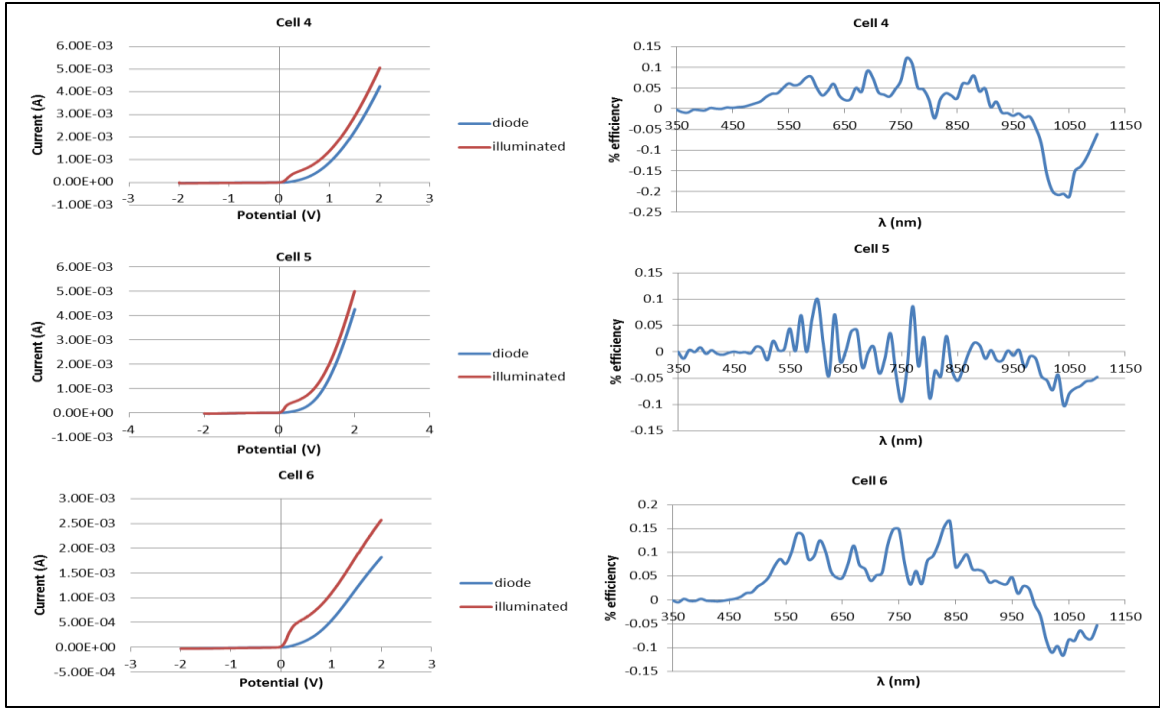 Cell 4
6.00E-03
5.00E-03
4.00E-03
3.00E-03
2.00E-03
1.00E-03
0.00E+00
-1.00E-03
-3 -2 -1 0 1 2 3
Current (A)
Potential (V)
diode
illuminated
Cell 4
0.15
0.1
0.05
0
-0.05
-0.1
-0.15
-0.2
-0.25
350 450 550 650 750 850 950 1050 1150
% efficiency
λ (nm)
Cell 5
6.00E-03
5.00E-03
4.00E-03
3.00E-03
2.00E-03
1.00E-03
0.00E+00
-1.00E-03
-4 -2 0 2 4
Current (A)
Potential (V)
diode
illuminated
Cell 5
0.15
0.1
0.05
0
-0.05
-0.1
-0.15
350 450 550 650 750 850 950 1050 1150
% efficiency
λ (nm)
Cell 6
3.00E-03
2.50E-03
2.00E-03
1.50E-03
1.00E-03
5.00E-04
0.00E+00
-5.00E-04
-3 -2 -1 0 1 2 3
Current (A)
Potential (V)
diode
illuminated
Cell 6
0.2
0.15
0.1
0.05
0
-0.05
-0.1
-0.15
350 450 550 650 750 850 950 1050 1150
% efficiency
λ (nm)